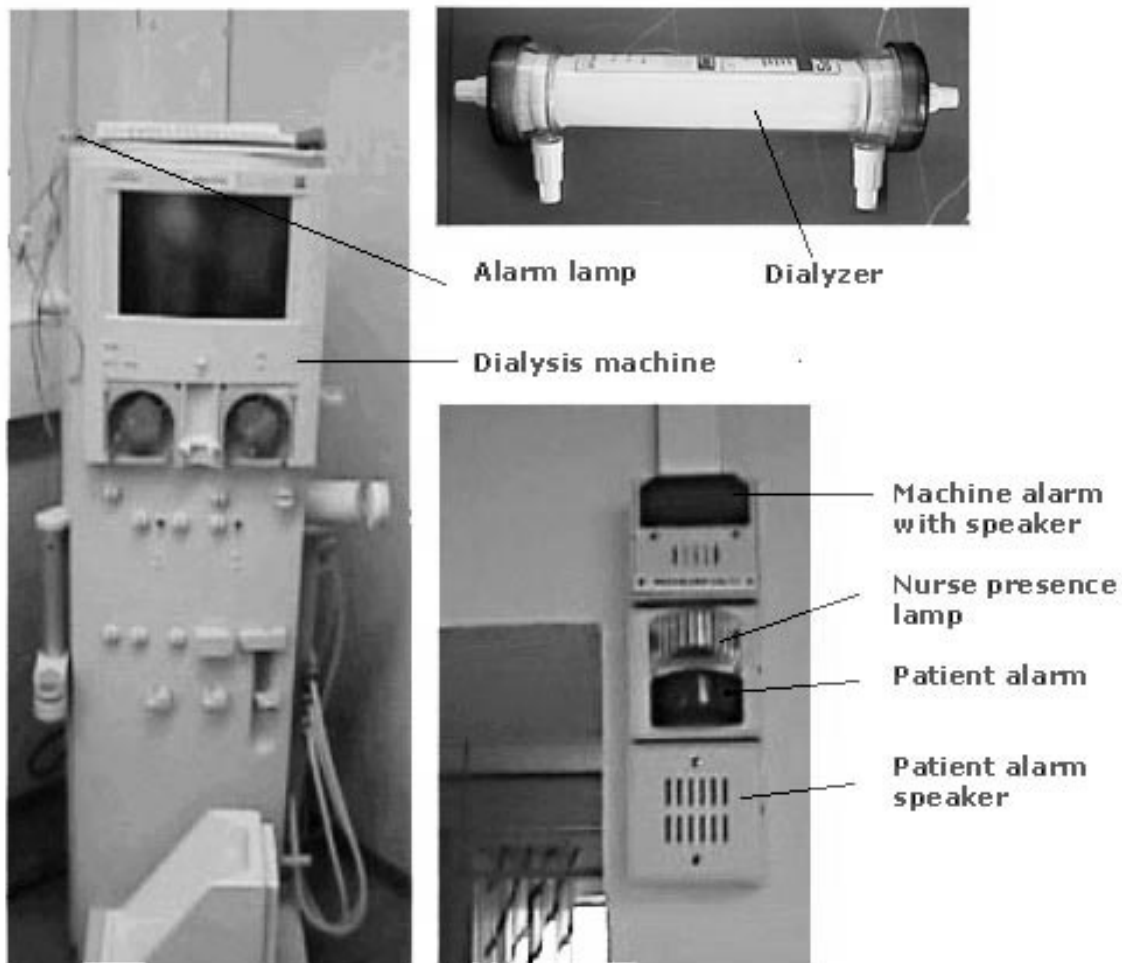 Alarm lamp
Dialyzer
Dialysis machine
Machine alarm
with speaker
Nurse presence
lamp
Patient alarm
Patient alarm
speaker